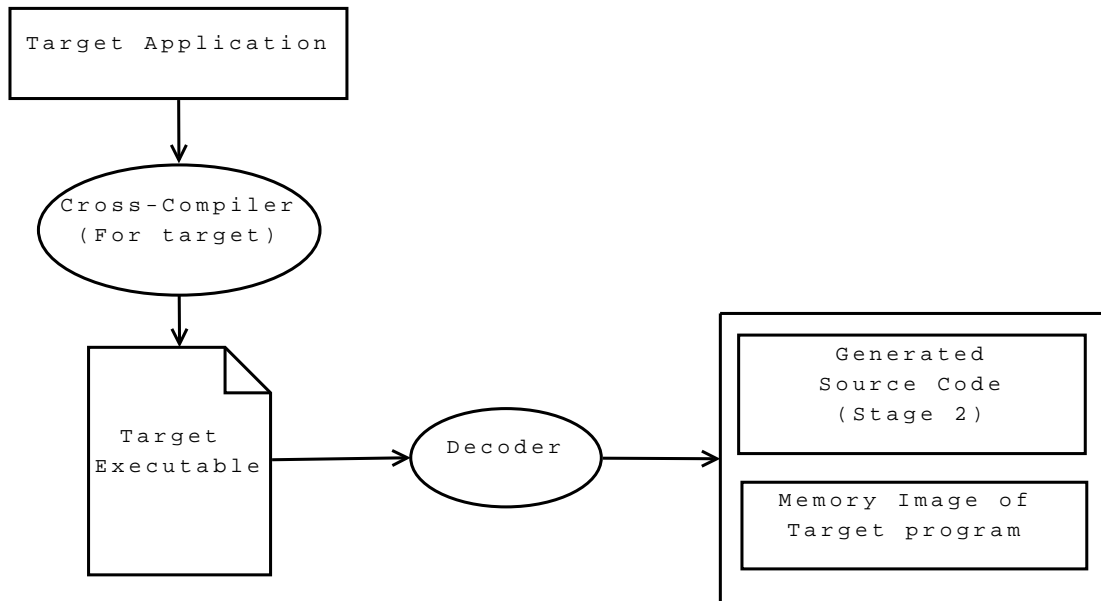 Target Application
Cross-Compiler
(For target)
Target
Executable
Decoder
Generated
Source Code
(Stage 2)
Memory Image of
Target program